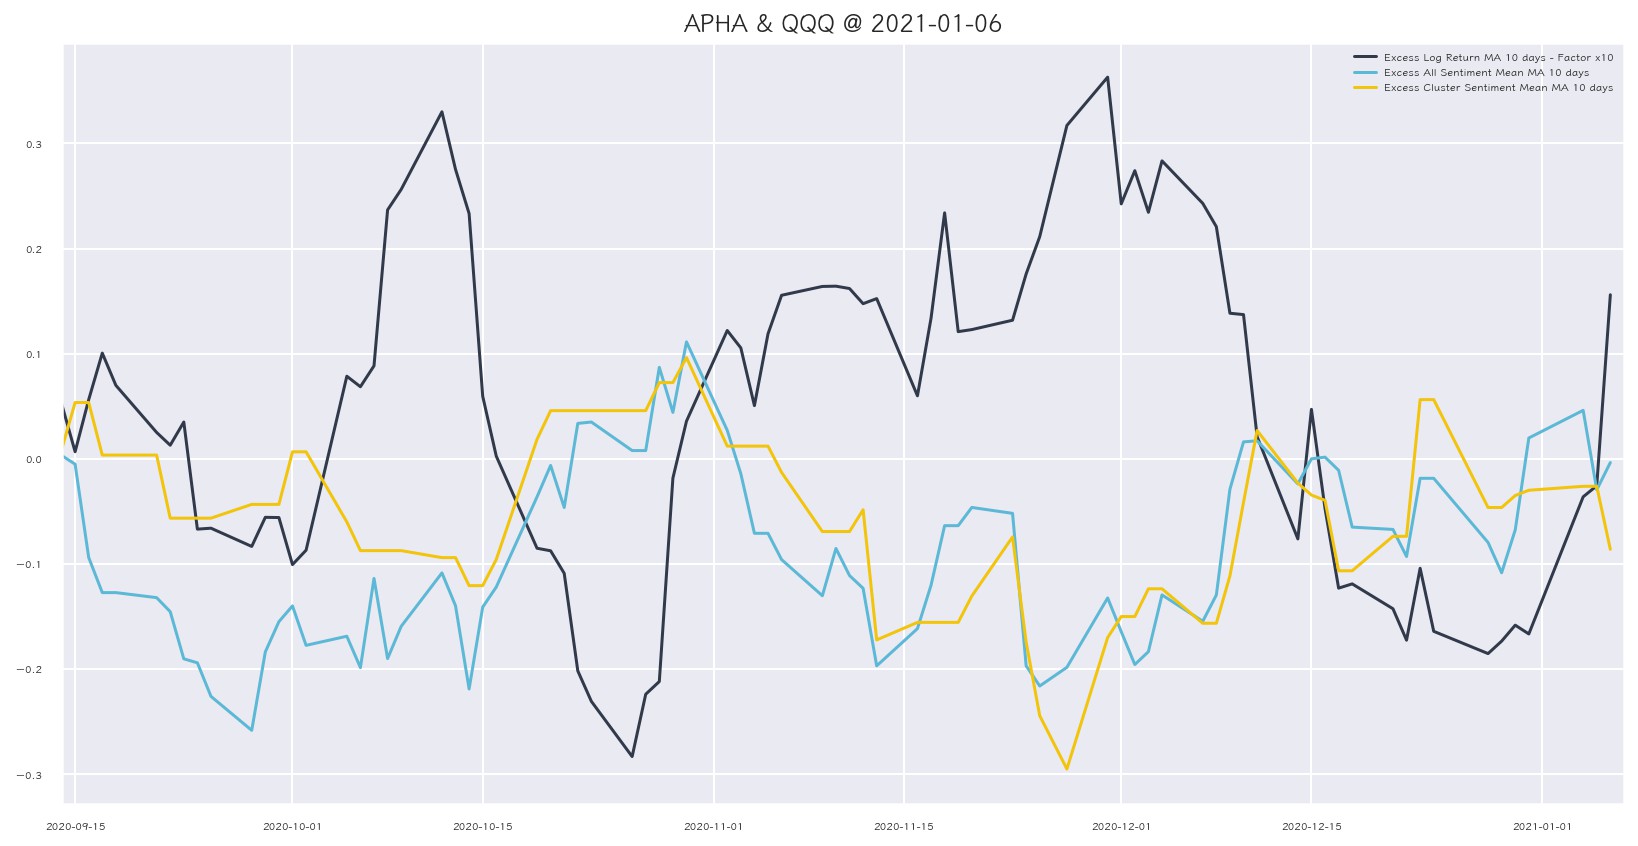 APHA & QQQ @ 2021-01-06
Excess Log Return MA 10 days - Factor x10
Excess All Sentiment Mean MA 10 days
Excess Cluster Sentiment Mean MA 10 days
0.3
0.2
0.1
0.0
−0.1
−0.2
−0.3
2020-09-15 2020-10-01 2020-10-15 2020-11-01 2020-11-15 2020-12-01 2020-12-15 2021-01-01